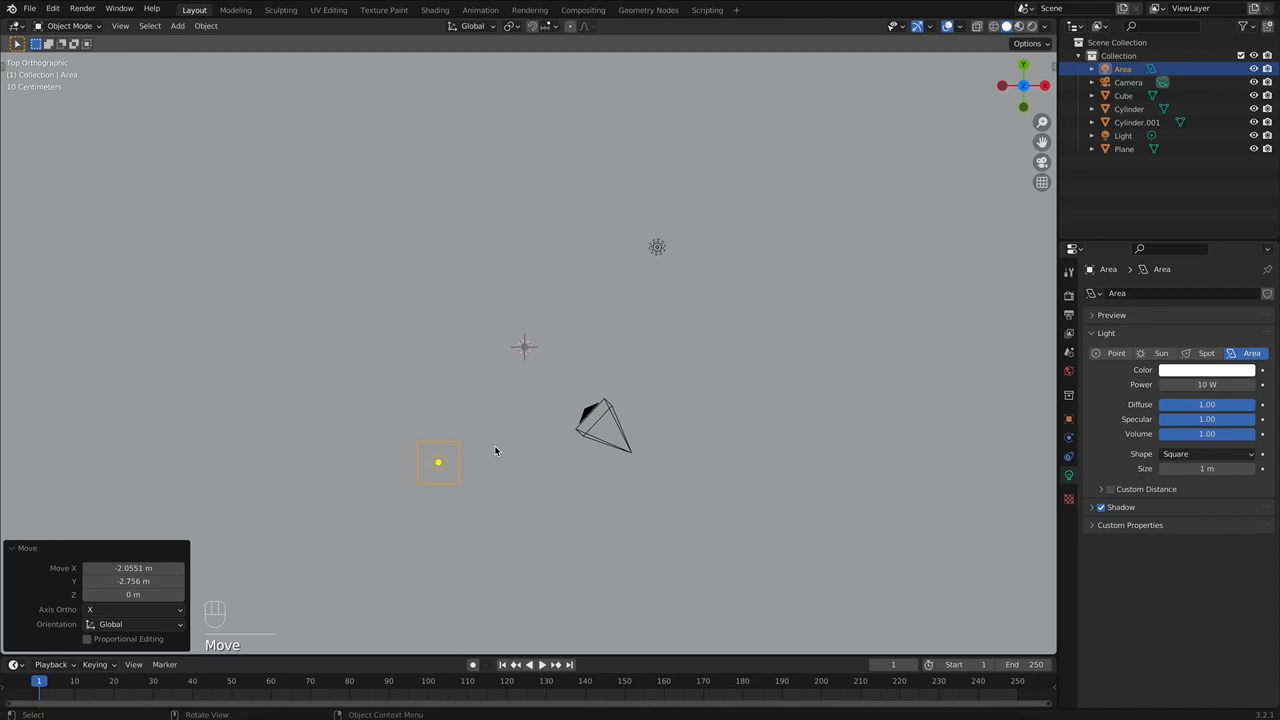 File Edit Render Window Help Layout Modeling Sculpting UV Editing Texture Paint Shading Animation Rendering Compositing Geometry Nodes Scripting + Scene ViewLayer
Object Mode View Select Add Object Global
Options
Top Orthographic
(1) Collection | Area
10 Centimeters
Y
Z
X
Scene Collection
Collection
Area
Camera
Cube
Cylinder
Cylinder.001
Light
Plane
Area Area
Area
Preview
Light
Point Sun Spot Area
Color
Power 10 W
Diffuse 1.00
Specular 1.00
Volume 1.00
Shape Square
Size 1 m
Custom Distance
Shadow
Custom Properties
Move
Move X -2.0551 m
Y -2.756 m
Z 0 m
Axis Ortho X
Orientation Global
Proportional Editing
Move
Playback Keying View Marker 1 Start 1 End 250
1 10 20 30 40 50 60 70 80 90 100 110 120 130 140 150 160 170 180 190 200 210 220 230 240 250
Select Rotate View Object Context Menu 3.2.1